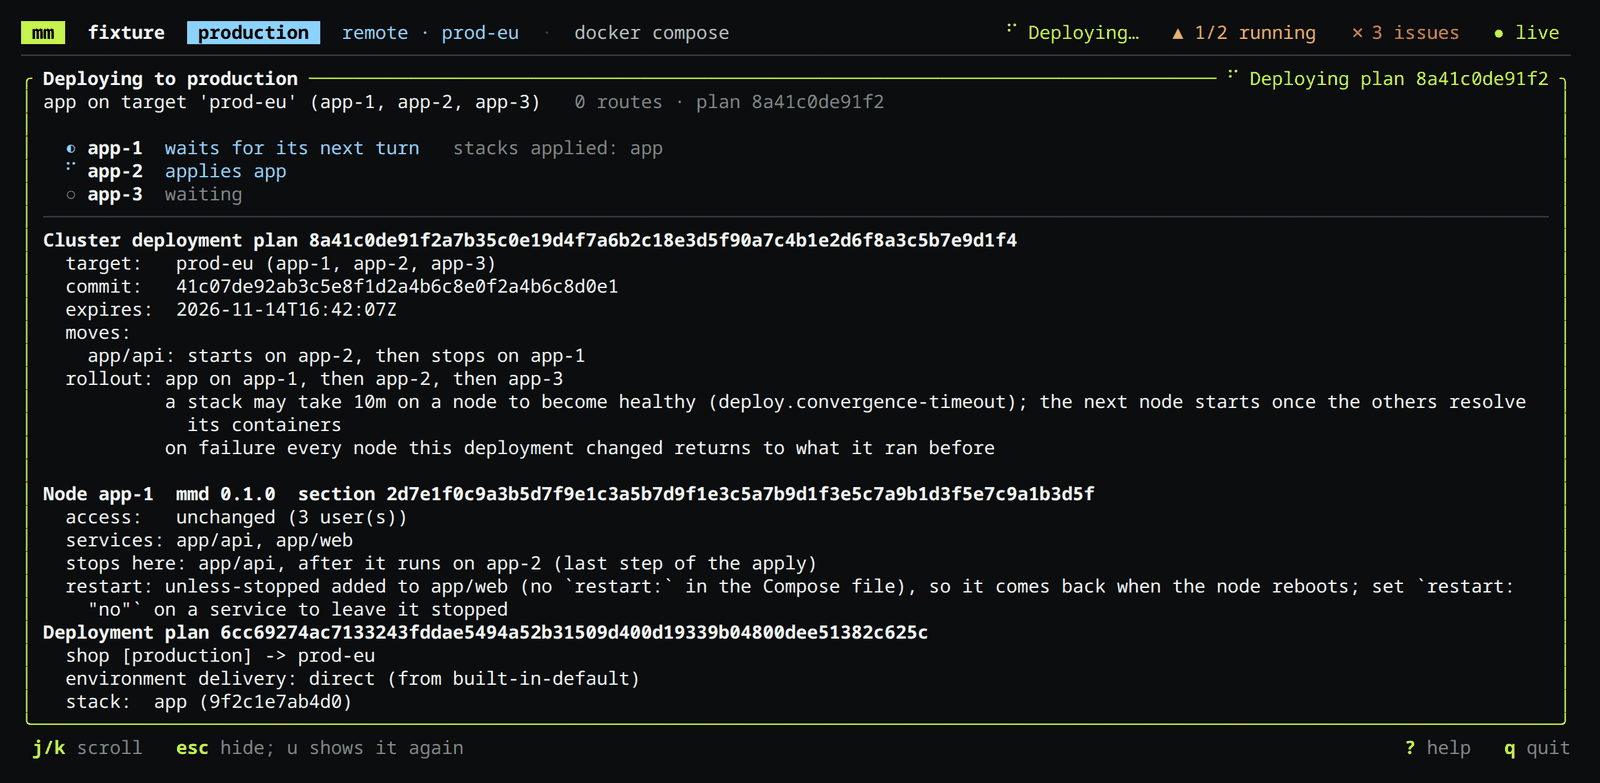 mm fixture production remote · prod-eu · docker compose ⠋ Deploying… ▲ 1/2 running ✕ 3 issues ● live
Deploying to production ⠋ Deploying plan 8a41c0de91f2
app on target 'prod-eu' (app-1, app-2, app-3) 0 routes · plan 8a41c0de91f2
◐ app-1 waits for its next turn stacks applied: app
⠋ app-2 applies app
○ app-3 waiting
Cluster deployment plan 8a41c0de91f2a7b35c0e19d4f7a6b2c18e3d5f90a7c4b1e2d6f8a3c5b7e9d1f4
target: prod-eu (app-1, app-2, app-3)
commit: 41c07de92ab3c5e8f1d2a4b6c8e0f2a4b6c8d0e1
expires: 2026-11-14T16:42:07Z
moves:
app/api: starts on app-2, then stops on app-1
rollout: app on app-1, then app-2, then app-3
a stack may take 10m on a node to become healthy (deploy.convergence-timeout); the next node starts once the others resolve
its containers
on failure every node this deployment changed returns to what it ran before
Node app-1 mmd 0.1.0 section 2d7e1f0c9a3b5d7f9e1c3a5b7d9f1e3c5a7b9d1f3e5c7a9b1d3f5e7c9a1b3d5f
access: unchanged (3 user(s))
services: app/api, app/web
stops here: app/api, after it runs on app-2 (last step of the apply)
restart: unless-stopped added to app/web (no `restart:` in the Compose file), so it comes back when the node reboots; set `restart:
"no"` on a service to leave it stopped
Deployment plan 6cc69274ac7133243fddae5494a52b31509d400d19339b04800dee51382c625c
shop [production] -> prod-eu
environment delivery: direct (from built-in-default)
stack: app (9f2c1e7ab4d0)
j/k scroll esc hide; u shows it again ? help q quit